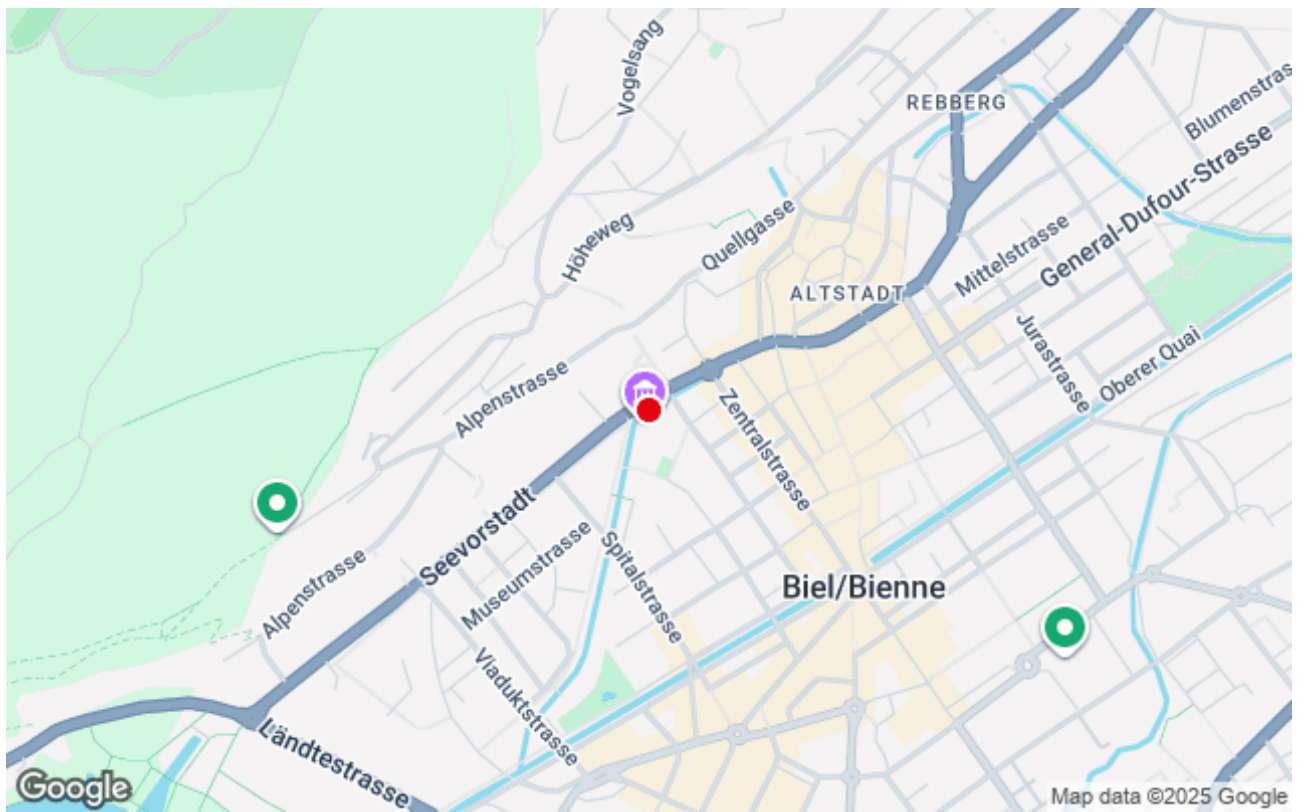 Vogelsang
REBBERG
Blumenstras
General-Dufour-Strasse
Höheweg
Quellgasse
Mittelstrasse
ALTSTADT
Jurastrasse
Oberer Quai
Alpenstrasse
Zentralstrasse
Seevorstadt
Museumstrasse
Spitalstrasse
Biel/Bienne
Alpenstrasse
Viaduktstrasse
Ländtestrasse
Google
Map data ©2025 Google